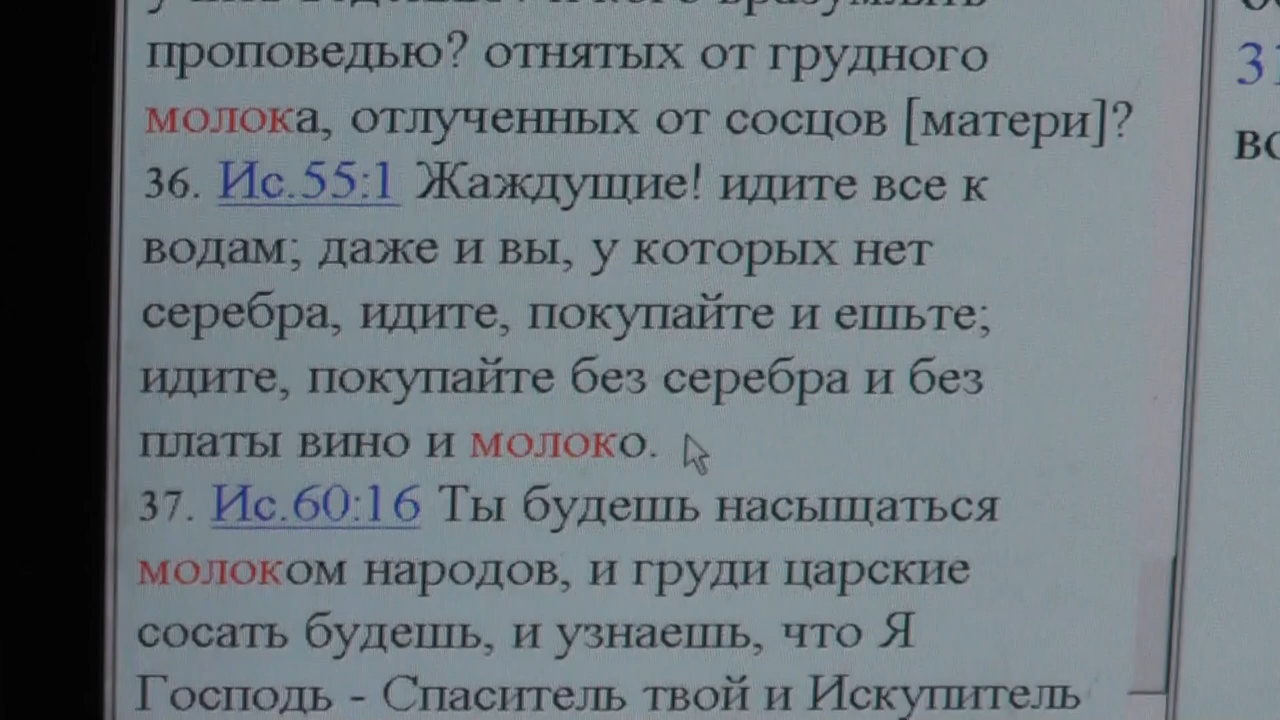 проповедью? отнятых от грудного
молока, отлученных от сосцов [матери]?
36. Ис.55:1 Жаждущие! идите все к
водам; даже и вы, у которых нет
серебра, идите, покупайте и ешьте;
идите, покупайте без серебра и без
платы вино и молоко.
37. Ис.60:16 Ты будешь насыщаться
молоком народов, и груди царские
сосать будешь, и узнаешь, что Я
Господь - Спаситель твой и Искупитель